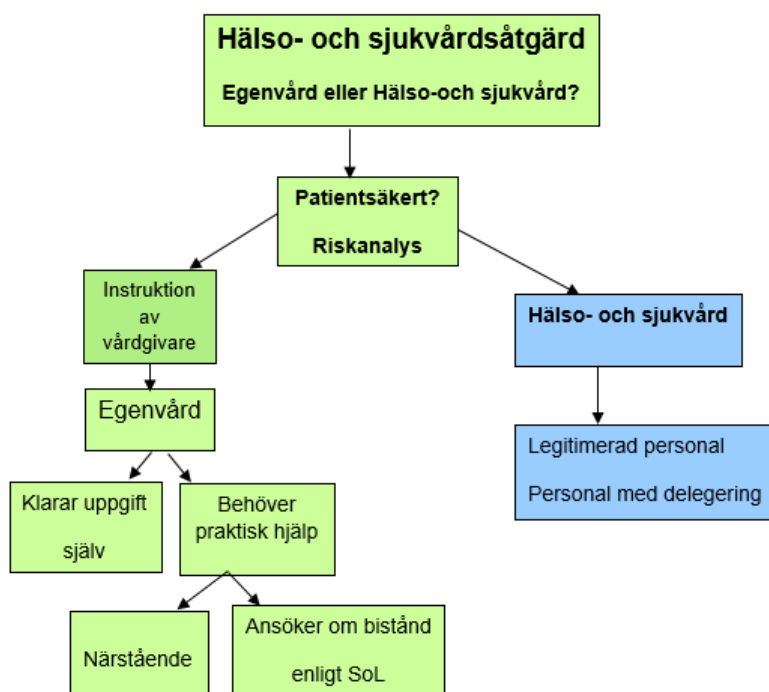 Hälso- och sjukvårdsåtgärd
Egenvård eller Hälso-och sjukvård?
Patientsäkert?
Riskanalys
Instruktion
av
vårdgivare
Hälso- och sjukvård
Egenvård
Legitimerad personal
Personal med delegering
Klarar uppgift
själv
Behöver
praktisk hjälp
Närstående
Ansöker om bistånd
enligt SoL